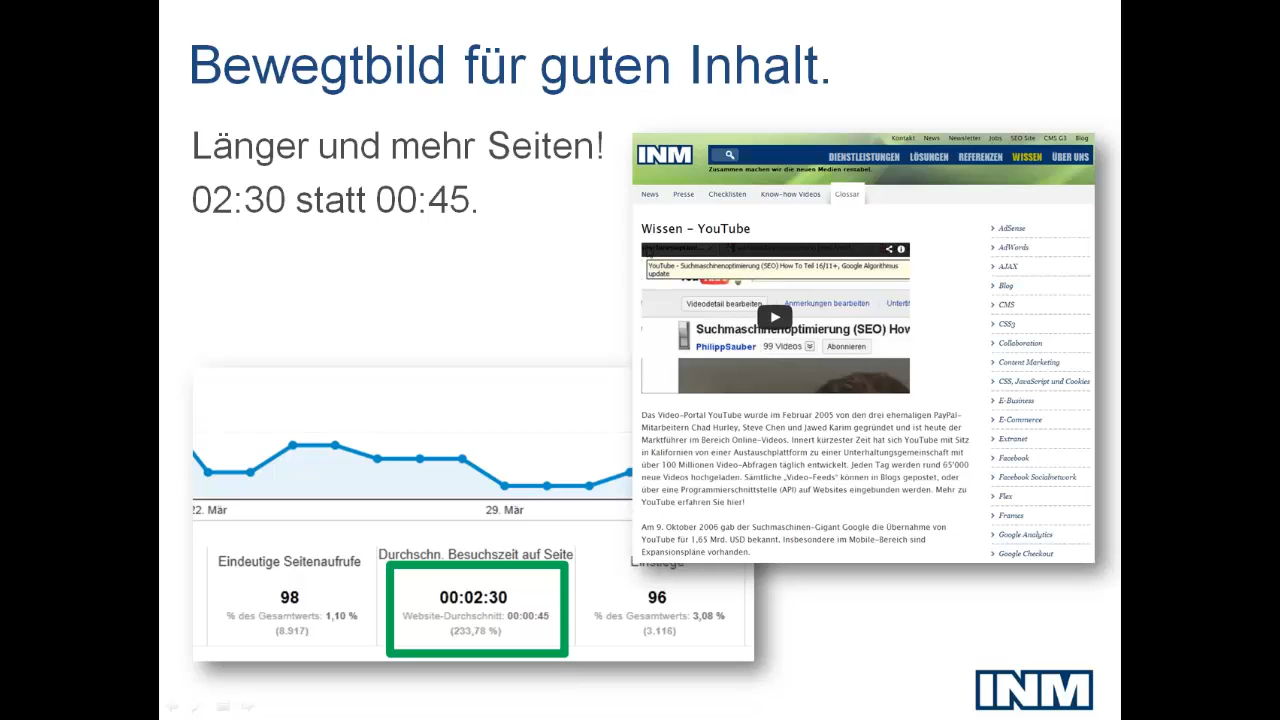 Bewegtbild für guten Inhalt.
Länger und mehr Seiten!
02:30 statt 00:45.
Kontakt News Newsletter Jobs SEO Site CMS G3 Blog
INM
DIENSTLEISTUNGEN LÖSUNGEN REFERENZEN WISSEN ÜBER UNS
Zusammen machen wir die neuen Medien rentabel.
News Presse Checklisten Know-how Videos Glossar
Wissen - YouTube
YouTube - Suchmaschinenoptimierung (SEO) How To Teil 16/11+, Google Algorithmus
update
Videodetail bearbeiten Anmerkungen bearbeiten Unterti
Suchmaschinenoptimierung (SEO) How
PhilippSauber 99 Videos Abonnieren
Das Video-Portal YouTube wurde im Februar 2005 von den drei ehemaligen PayPal-
Mitarbeitern Chad Hurley, Steve Chen und Jawed Karim gegründet und ist heute der
Marktführer im Bereich Online-Videos. Innert kürzester Zeit hat sich YouTube mit Sitz
in Kalifornien von einer Austauschplattform zu einer Unterhaltungsgemeinschaft mit
über 100 Millionen Video-Abfragen täglich entwickelt. Jeden Tag werden rund 65'000
neue Videos hochgeladen. Sämtliche „Video-Feeds“ können in Blogs gepostet, oder
über eine Programmierschnittstelle (API) auf Websites eingebunden werden. Mehr zu
YouTube erfahren Sie hier!
Am 9. Oktober 2006 gab der Suchmaschinen-Gigant Google die Übernahme von
YouTube für 1,65 Mrd. USD bekannt. Insbesondere im Mobile-Bereich sind
Expansionspläne vorhanden.
AdSense
AdWords
AJAX
Blog
CMS
CSS3
Collaboration
Content Marketing
CSS, JavaScript und Cookies
E-Business
E-Commerce
Extranet
Facebook
Facebook Socialnetwork
Flex
Frames
Google Analytics
Google Checkout
22. Mär 29. Mär
Eindeutige Seitenaufrufe
98
% des Gesamtwerts: 1,10 %
(8.917)
Durchschn. Besuchszeit auf Seite
00:02:30
Website-Durchschnitt: 00:00:45
(233,78 %)
Einstiege
96
% des Gesamtwerts: 3,08 %
(3.116)
INM